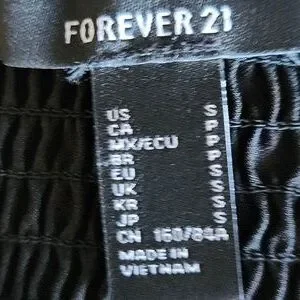 FOREVER 21
US S
CA P
MX/ECU P
BR P
EU S
UK S
KR S
JP S
CN 160/84A
MADE IN
VIETNAM